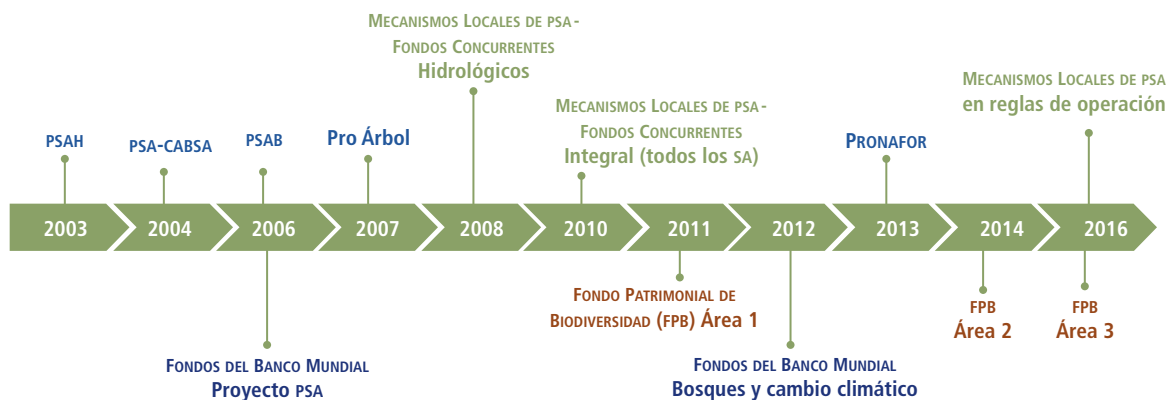 MECANISMOS LOCALES DE PSA -
FONDOS CONCURRENTES
Hidrológicos
MECANISMOS LOCALES DE PSA
en reglas de operación
MECANISMOS LOCALES DE PSA -
FONDOS CONCURRENTES
Integral (todos los SA)
PSAH
PSA-CABSA
PSAB
Pro Árbol
PRONAFOR
2003
2004
2006
2007
2008
2010
2011
2012
2013
2014
2016
FONDO PATRIMONIAL DE
BIODIVERSIDAD (FPB) Área 1
FPB
Área 2
FPB
Área 3
FONDOS DEL BANCO MUNDIAL
Proyecto PSA
FONDOS DEL BANCO MUNDIAL
Bosques y cambio climático